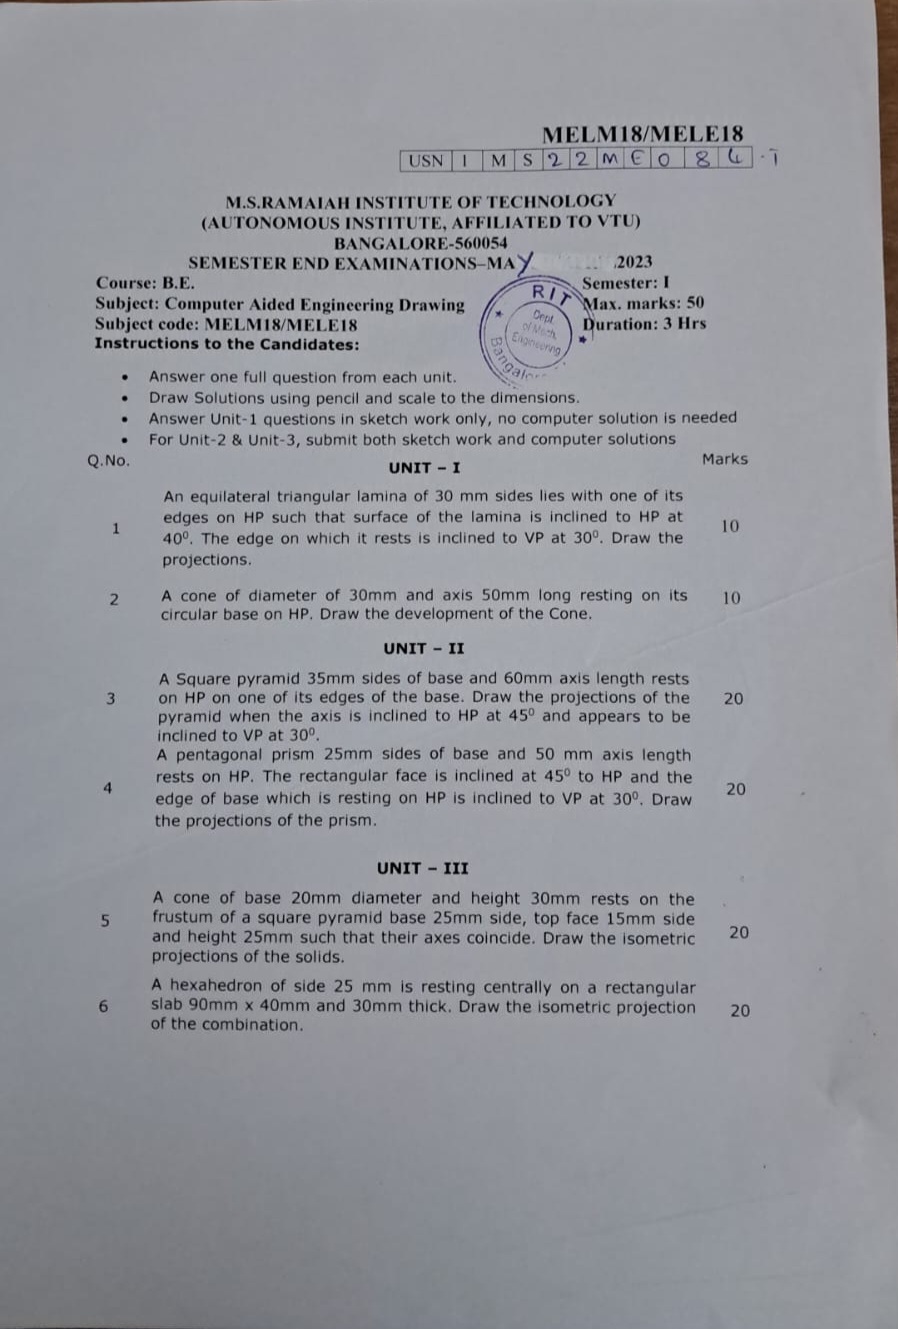 MELM18/MELE18
USN 1 M S 2 2 M E 0 8 4 - I
M.S.RAMAIAH INSTITUTE OF TECHNOLOGY
(AUTONOMOUS INSTITUTE, AFFILIATED TO VTU)
BANGALORE-560054
SEMESTER END EXAMINATIONS–MAY 2023
Course: B.E. Semester: I
Subject: Computer Aided Engineering Drawing Max. marks: 50
Subject code: MELM18/MELE18 Duration: 3 Hrs
RIT
Dept.
of Mech.
Engineering
Instructions to the Candidates:
• Answer one full question from each unit.
• Draw Solutions using pencil and scale to the dimensions.
• Answer Unit-1 questions in sketch work only, no computer solution is needed
• For Unit-2 & Unit-3, submit both sketch work and computer solutions
Q.No. UNIT – I Marks
An equilateral triangular lamina of 30 mm sides lies with one of its
1 edges on HP such that surface of the lamina is inclined to HP at 10
40⁰. The edge on which it rests is inclined to VP at 30⁰. Draw the
projections.
2 A cone of diameter of 30mm and axis 50mm long resting on its 10
circular base on HP. Draw the development of the Cone.
UNIT – II
A Square pyramid 35mm sides of base and 60mm axis length rests
3 on HP on one of its edges of the base. Draw the projections of the 20
pyramid when the axis is inclined to HP at 45⁰ and appears to be
inclined to VP at 30⁰.
A pentagonal prism 25mm sides of base and 50 mm axis length
4 rests on HP. The rectangular face is inclined at 45⁰ to HP and the 20
edge of base which is resting on HP is inclined to VP at 30⁰. Draw
the projections of the prism.
UNIT – III
A cone of base 20mm diameter and height 30mm rests on the
5 frustum of a square pyramid base 25mm side, top face 15mm side 20
and height 25mm such that their axes coincide. Draw the isometric
projections of the solids.
A hexahedron of side 25 mm is resting centrally on a rectangular
6 slab 90mm x 40mm and 30mm thick. Draw the isometric projection 20
of the combination.